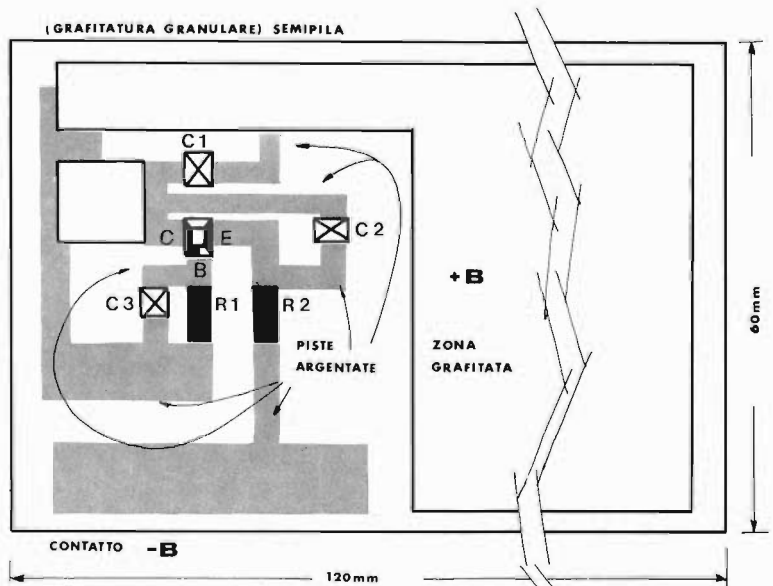 (GRAFITATURA GRANULARE) SEMIPILA
C1
C E
C2
B
+B
C3 R1 R2
PISTE
ARGENTATE
ZONA
GRAFITATA
60mm
CONTATTO -B
120mm